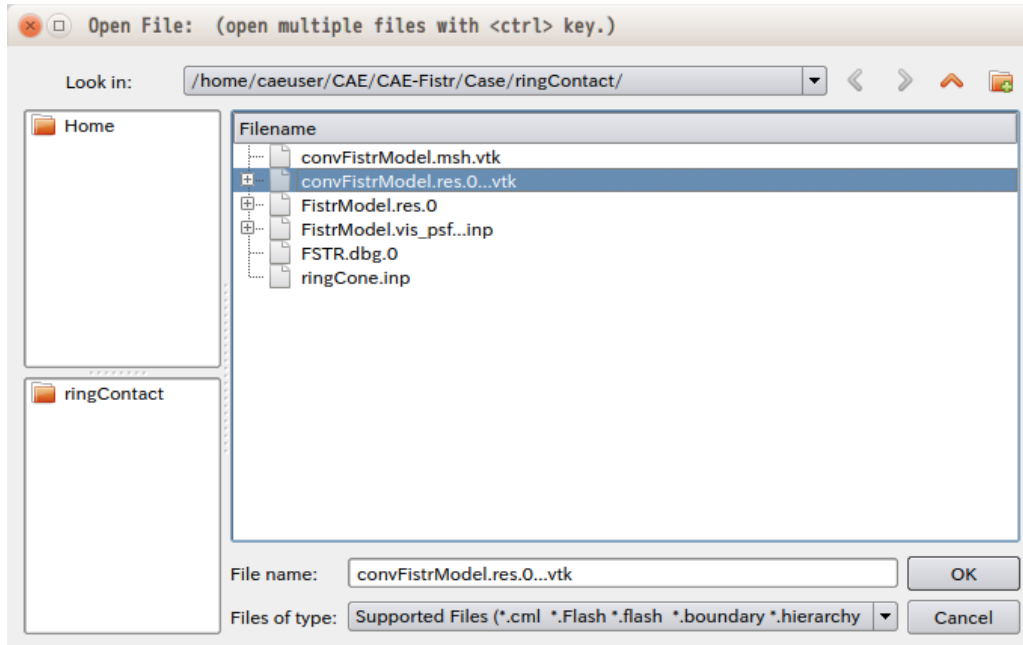 Open File:  (open multiple files with <ctrl> key.)
Look in: /home/caeuser/CAE/CAE-Fistr/Case/ringContact/
Home
Filename
convFistrModel.msh.vtk
convFistrModel.res.0...vtk
FistrModel.res.0
FistrModel.vis_psf...inp
FSTR.dbg.0
ringCone.inp
ringContact
File name: convFistrModel.res.0...vtk OK
Files of type: Supported Files (*.cml *.Flash *.flash *.boundary *.hierarchy Cancel